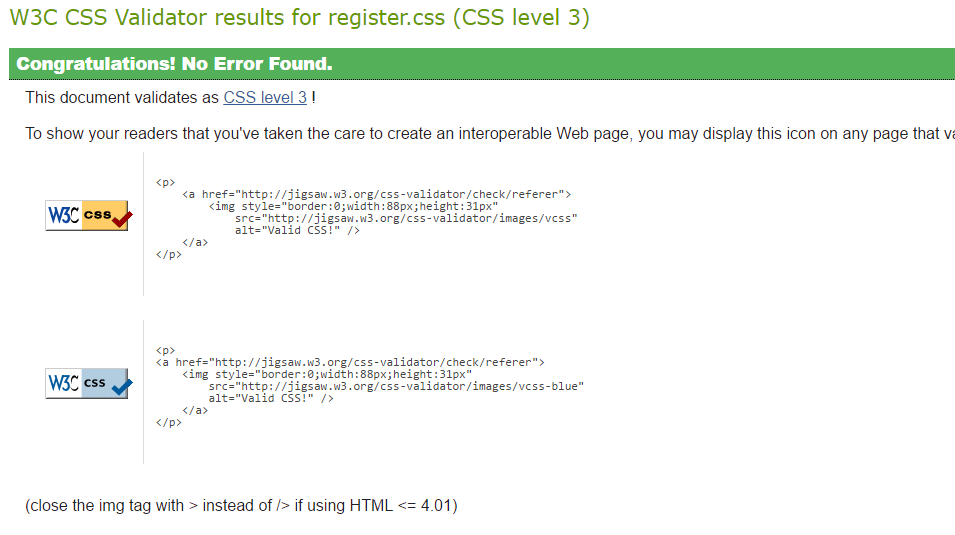 W3C CSS Validator results for register.css (CSS level 3)
Congratulations! No Error Found.
This document validates as CSS level 3 !
To show your readers that you've taken the care to create an interoperable Web page, you may display this icon on any page that va
W3C css
<p>
    <a href="http://jigsaw.w3.org/css-validator/check/referer">
        <img style="border:0;width:88px;height:31px"
            src="http://jigsaw.w3.org/css-validator/images/vcss"
            alt="Valid CSS!" />
    </a>
</p>
W3C css
<p>
<a href="http://jigsaw.w3.org/css-validator/check/referer">
    <img style="border:0;width:88px;height:31px"
        src="http://jigsaw.w3.org/css-validator/images/vcss-blue"
        alt="Valid CSS!" />
    </a>
</p>
(close the img tag with > instead of /> if using HTML <= 4.01)